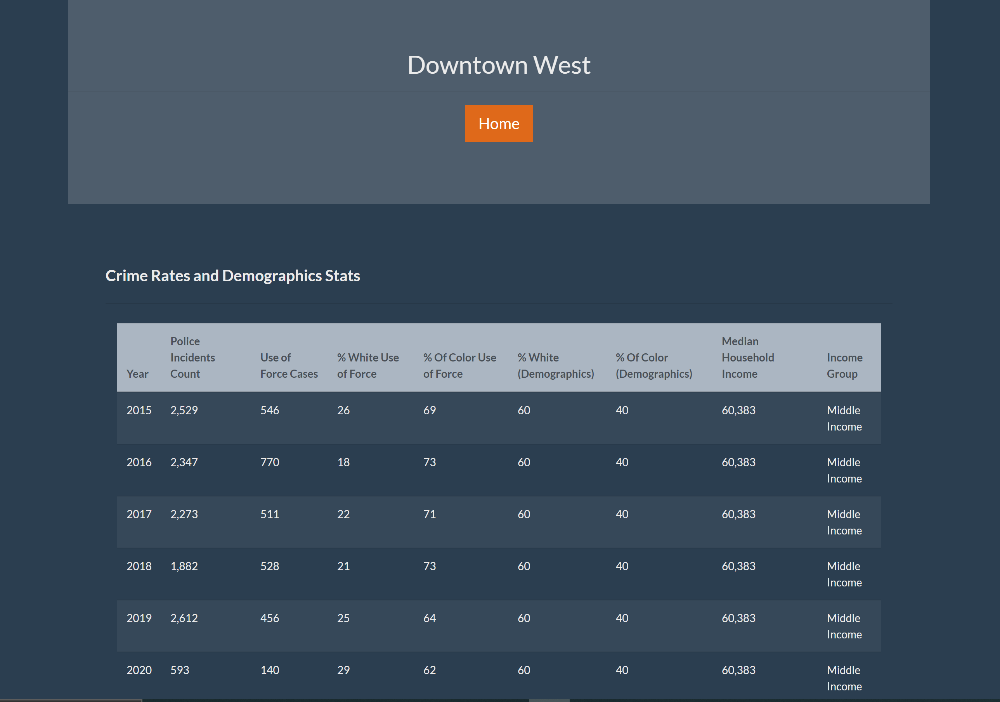 Downtown West
Home
Crime Rates and Demographics Stats
Year Police Incidents Count Use of Force Cases % White Use of Force % Of Color Use of Force % White (Demographics) % Of Color (Demographics) Median Household Income Income Group
2015 2,529 546 26 69 60 40 60,383 Middle Income
2016 2,347 770 18 73 60 40 60,383 Middle Income
2017 2,273 511 22 71 60 40 60,383 Middle Income
2018 1,882 528 21 73 60 40 60,383 Middle Income
2019 2,612 456 25 64 60 40 60,383 Middle Income
2020 593 140 29 62 60 40 60,383 Middle Income